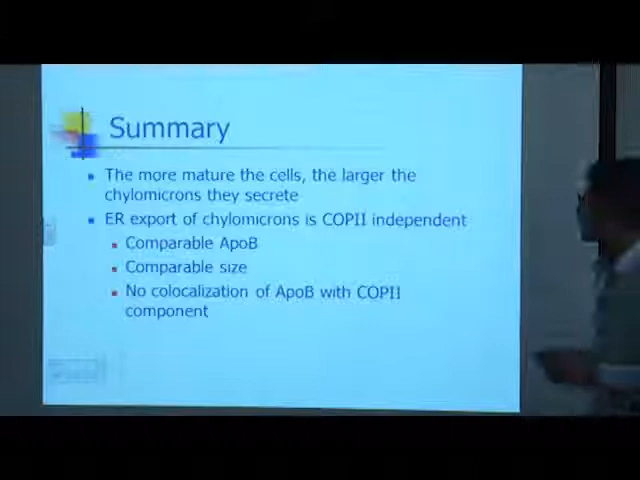 Summary
The more mature the cells, the larger the
chylomicrons they secrete
ER export of chylomicrons is COPII independent
Comparable ApoB
Comparable size
No colocalization of ApoB with COPII
component